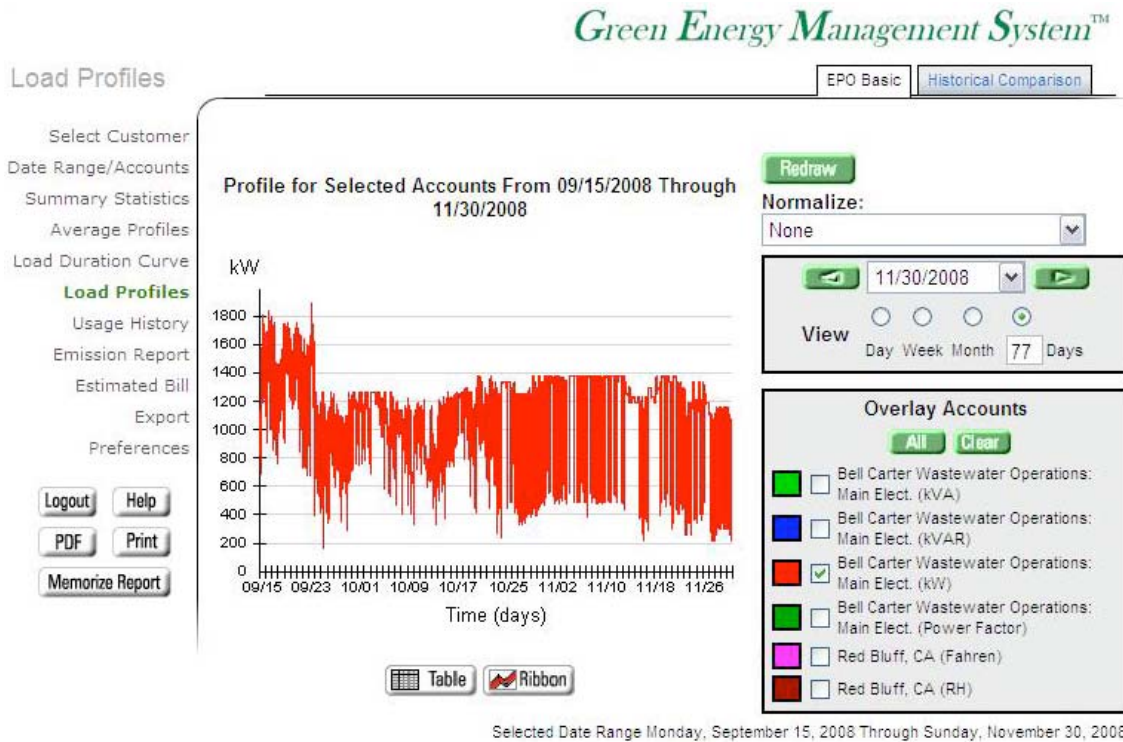 Green Energy Management System™
Load Profiles
EPO Basic
Historical Comparison
Select Customer
Date Range/Accounts
Summary Statistics
Average Profiles
Load Duration Curve
Load Profiles
Usage History
Emission Report
Estimated Bill
Export
Preferences
Logout
Help
PDF
Print
Memorize Report
Profile for Selected Accounts From 09/15/2008 Through
11/30/2008
kW
1800
1600
1400
1200
1000
800
600
400
200
0
09/15 09/23 10/01 10/09 10/17 10/25 11/02 11/10 11/18 11/26
Time (days)
Table
Ribbon
Redraw
Normalize:
None
11/30/2008
View
Day Week Month 77 Days
Overlay Accounts
All Clear
Bell Carter Wastewater Operations:
Main Elect. (kVA)
Bell Carter Wastewater Operations:
Main Elect. (kVAR)
Bell Carter Wastewater Operations:
Main Elect. (kW)
Bell Carter Wastewater Operations:
Main Elect. (Power Factor)
Red Bluff, CA (Fahren)
Red Bluff, CA (RH)
Selected Date Range Monday, September 15, 2008 Through Sunday, November 30, 2008